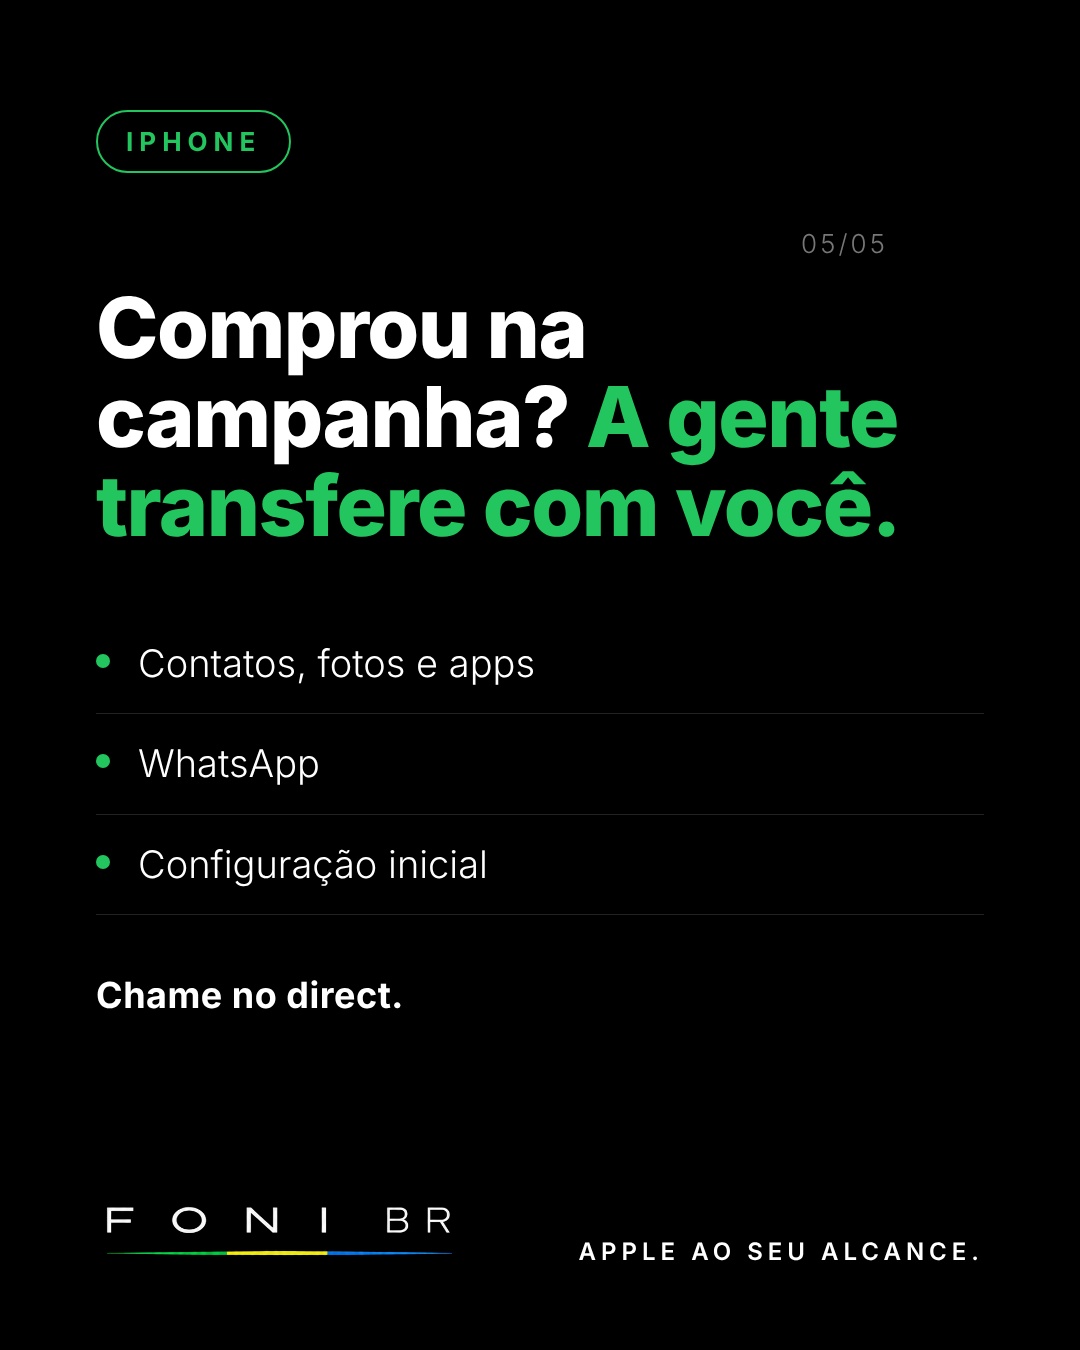 IPHONE
05/05
Comprou na
campanha? A gente
transfere com você.
Contatos, fotos e apps
WhatsApp
Configuração inicial
Chame no direct.
FONI BR
APPLE AO SEU ALCANCE.